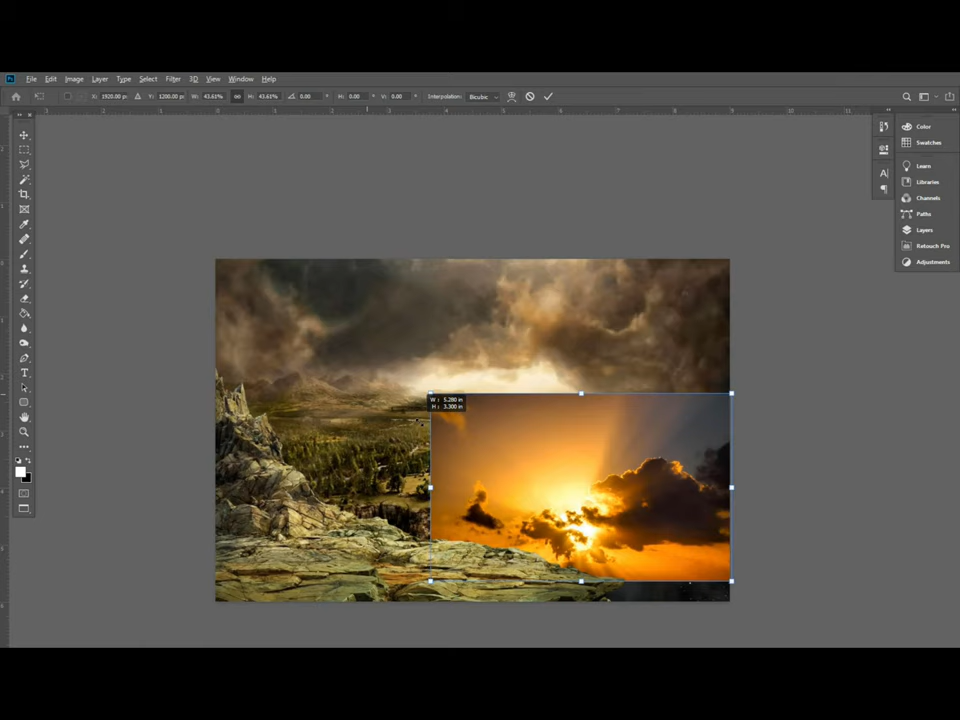 Ps File Edit Image Layer Type Select Filter 3D View Window Help
X: 1920.00 px Y: 1200.00 px W: 43.61% H: 43.61% 0.00 ° H: 0.00 ° V: 0.00 ° Interpolation: Bicubic
Color
Swatches
Learn
Libraries
Channels
Paths
Layers
Retouch Pro
Adjustments
W: 5.280 in
H: 3.300 in